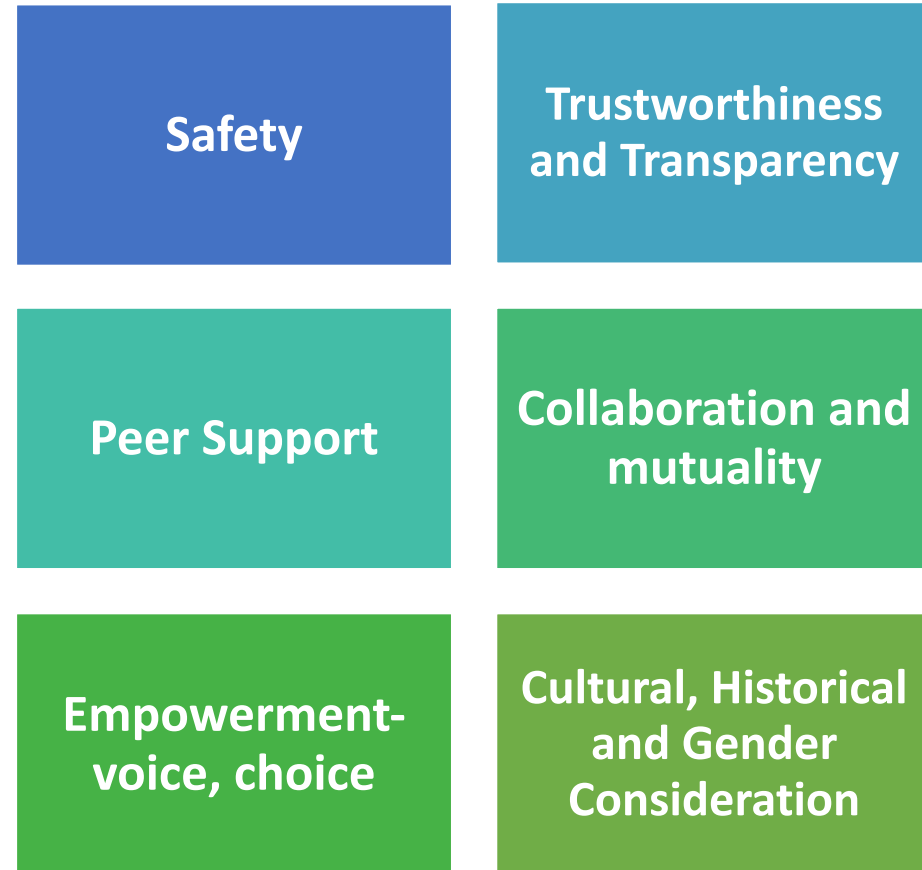 Safety
Trustworthiness
and Transparency
Peer Support
Collaboration and
mutuality
Empowerment-
voice, choice
Cultural, Historical
and Gender
Consideration